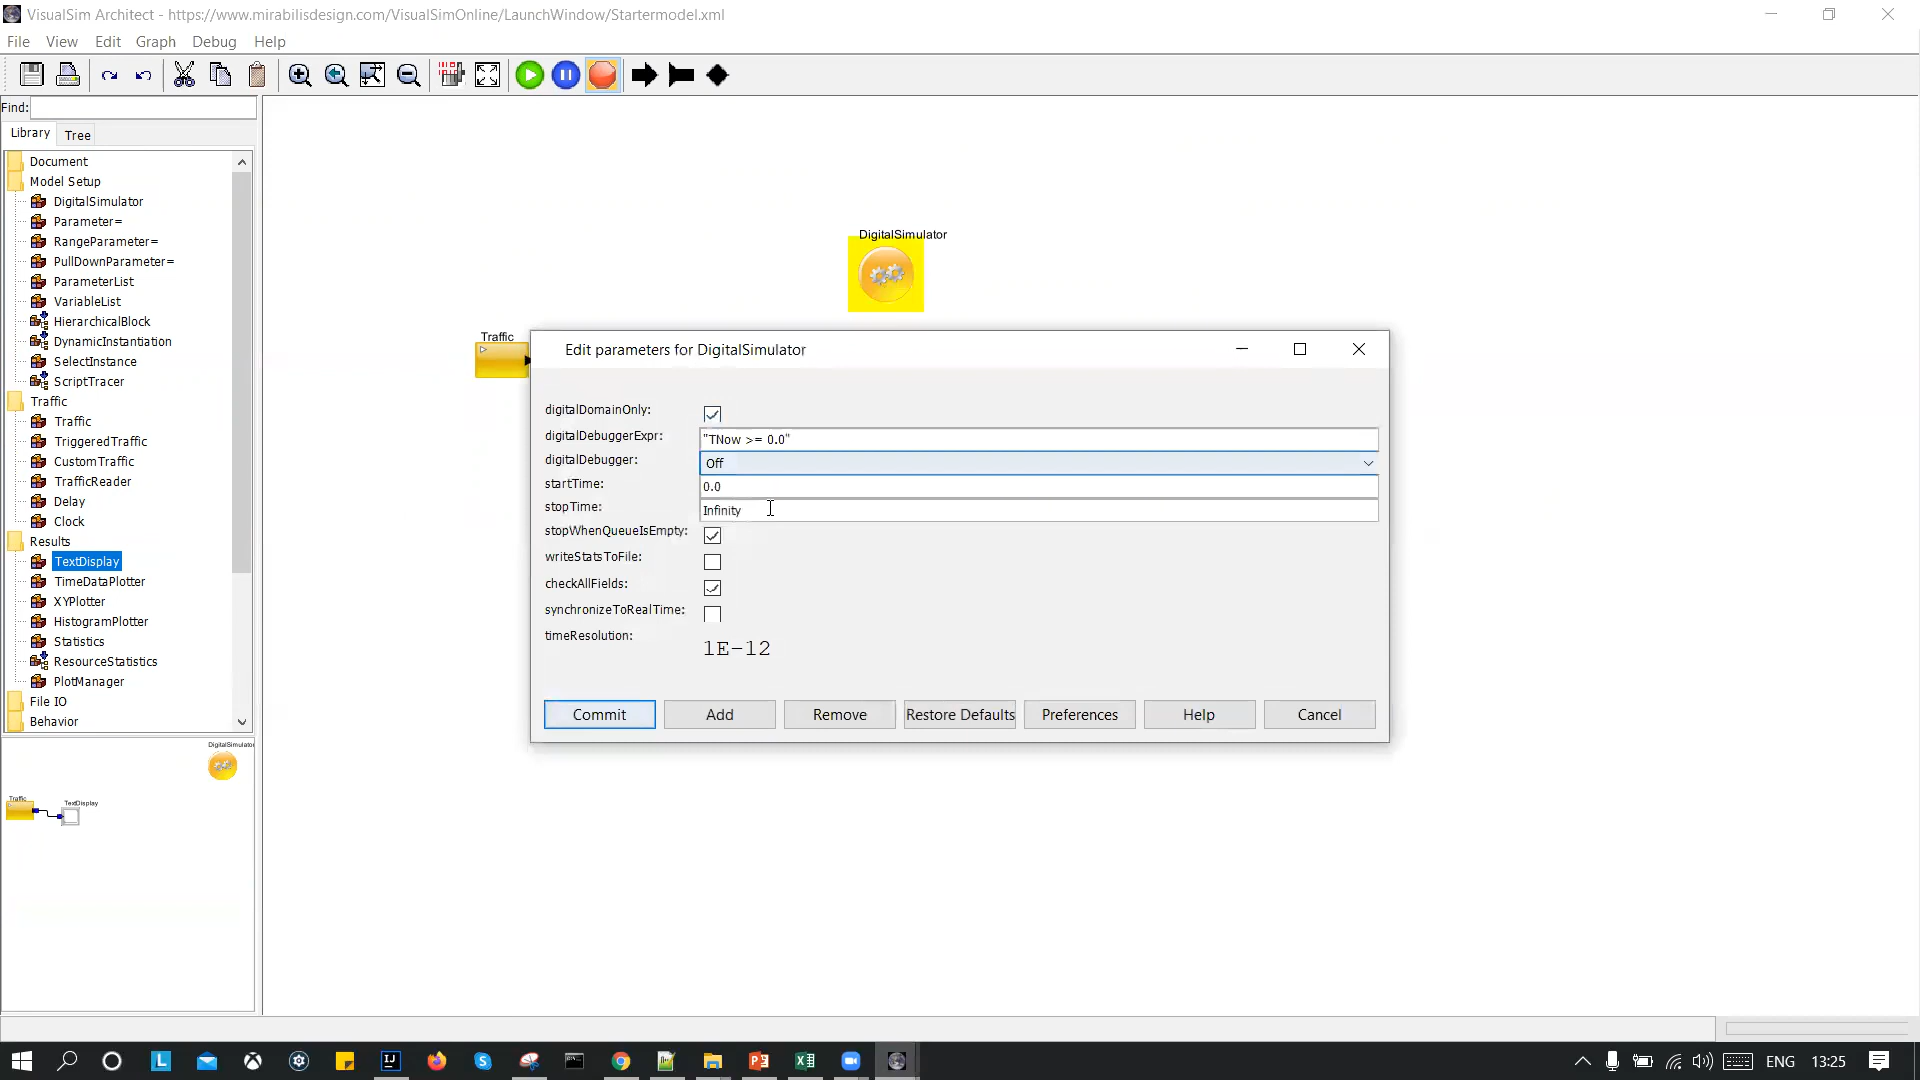 VisualSim Architect - https://www.mirabilisdesign.com/VisualSimOnline/LaunchWindow/Startermodel.xml
File View Edit Graph Debug Help
Find:
Library Tree
Document
Model Setup
DigitalSimulator
Parameter=
RangeParameter=
PullDownParameter=
ParameterList
VariableList
HierarchicalBlock
DynamicInstantiation
SelectInstance
ScriptTracer
Traffic
Traffic
TriggeredTraffic
CustomTraffic
TrafficReader
Delay
Clock
Results
TextDisplay
TimeDataPlotter
XYPlotter
HistogramPlotter
Statistics
ResourceStatistics
PlotManager
File IO
Behavior
DigitalSimulator
Traffic
TextDisplay
DigitalSimulator
Traffic
Edit parameters for DigitalSimulator
digitalDomainOnly:
digitalDebuggerExpr: "TNow >= 0.0"
digitalDebugger: Off
startTime: 0.0
stopTime: Infinity
stopWhenQueueIsEmpty:
writeStatsToFile:
checkAllFields:
synchronizeToRealTime:
timeResolution: 1E-12
Commit Add Remove Restore Defaults Preferences Help Cancel
ENG 13:25